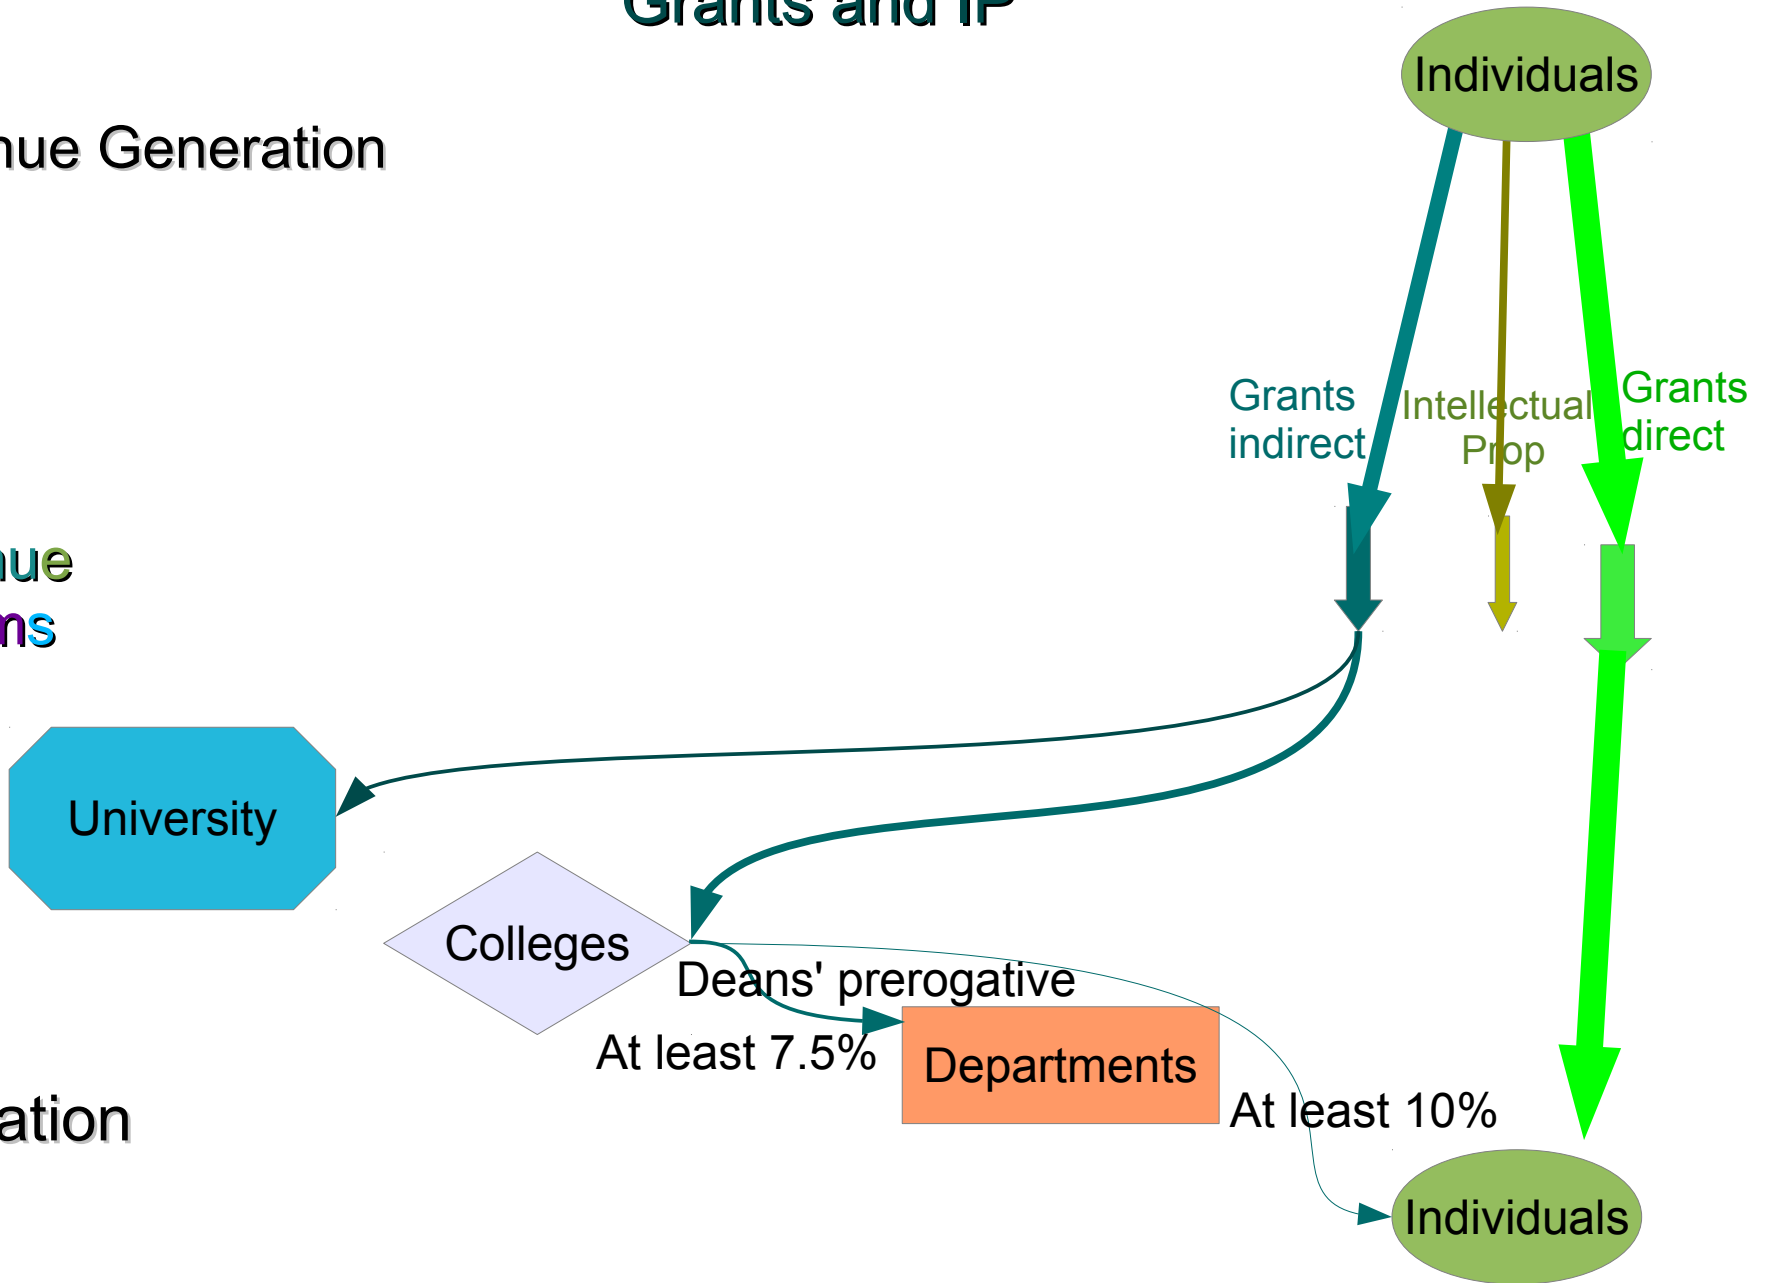 Grants and IP
Individuals
nue Generation
Grants
indirect
Intellectual
Prop
Grants
direct
nue
ms
University
Colleges
Deans' prerogative
At least 7.5%
Departments
At least 10%
ation
Individuals